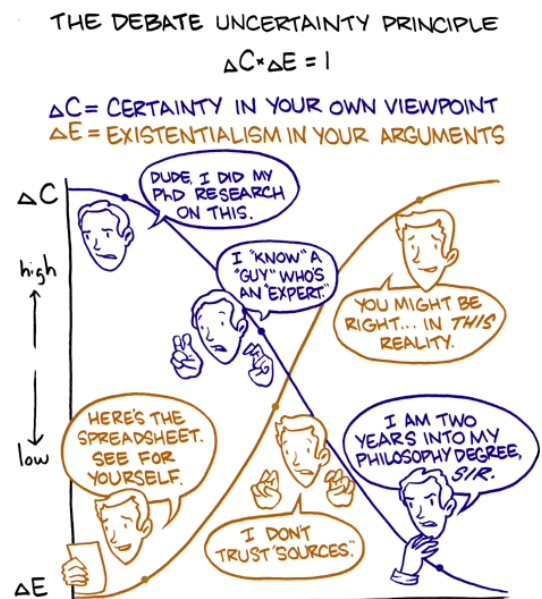 THE DEBATE UNCERTAINTY PRINCIPLE
ΔC × ΔE = 1
ΔC = CERTAINTY IN YOUR OWN VIEWPOINT
ΔE = EXISTENTIALISM IN YOUR ARGUMENTS
ΔC
high
low
ΔE
DUDE, I DID MY
PhD RESEARCH
ON THIS.
I "KNOW" A
"GUY" WHO'S
AN "EXPERT."
YOU MIGHT BE
RIGHT... IN THIS
REALITY.
HERE'S THE
SPREADSHEET.
SEE FOR
YOURSELF.
I DON'T
TRUST "SOURCES."
I AM TWO
YEARS INTO MY
PHILOSOPHY DEGREE,
SIR.